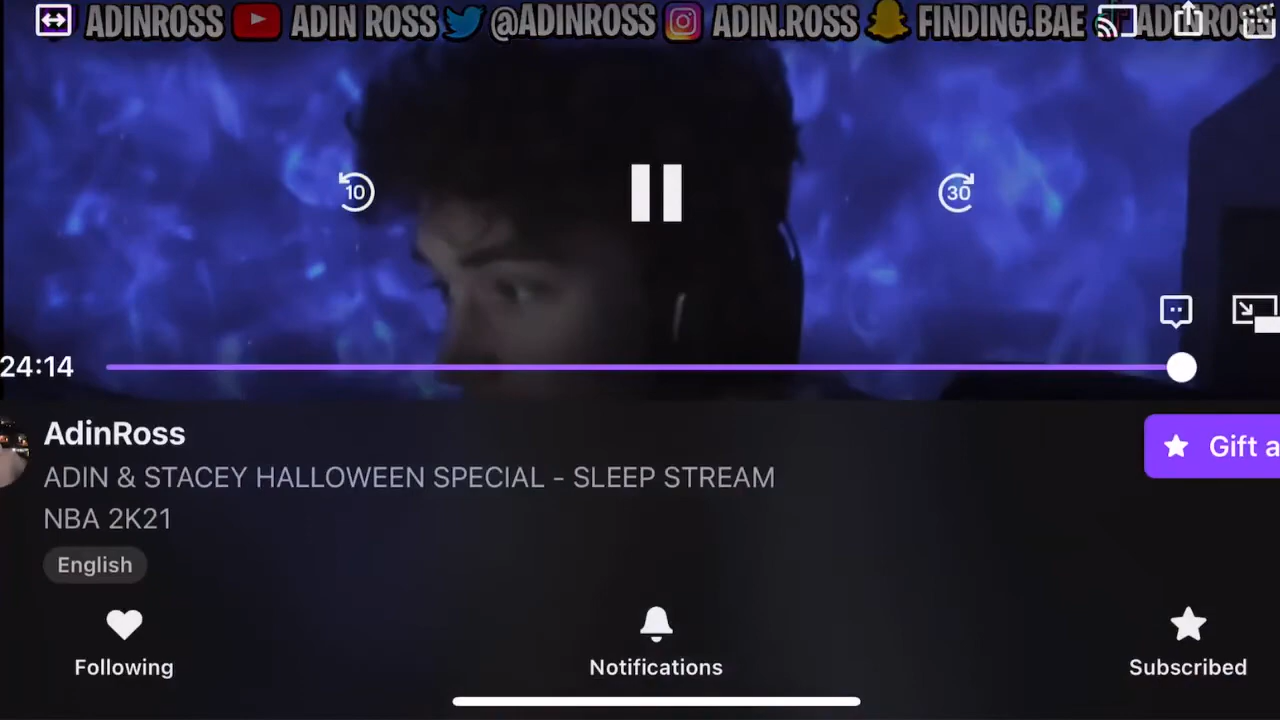 ADINROSS ADIN ROSS @ADINROSS ADIN.ROSS FINDING.BAE ADINROSS
10
30
24:14
AdinRoss
Gift a
ADIN & STACEY HALLOWEEN SPECIAL - SLEEP STREAM
NBA 2K21
English
Following
Notifications
Subscribed